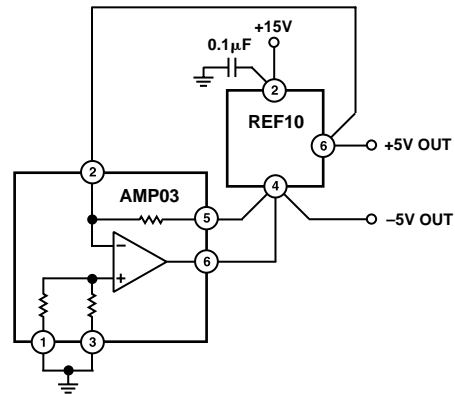 +15V
0.1µF
2
REF10
6
+5V OUT
2
4
AMP03
5
–5V OUT
–
6
+
1
3